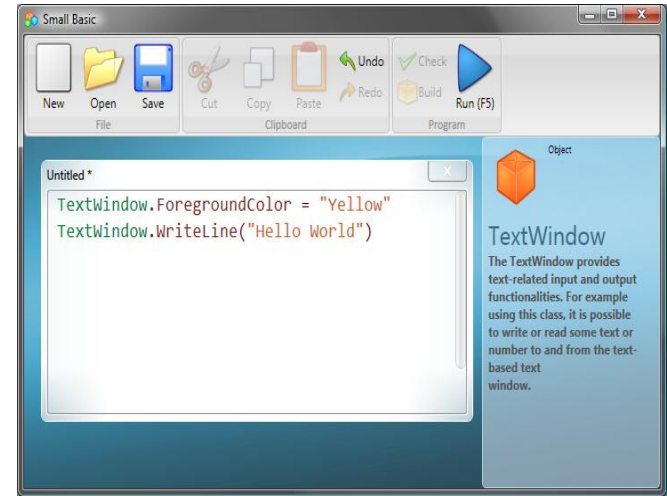 Small Basic
New Open Save
File
Cut Copy Paste
Undo
Redo
Clipboard
Check
Build
Run (F5)
Program
Untitled *
X
TextWindow.ForegroundColor = "Yellow"
TextWindow.WriteLine("Hello World")
Object
TextWindow
The TextWindow provides
text-related input and output
functionalities. For example
using this class, it is possible
to write or read some text or
number to and from the text-
based text
window.